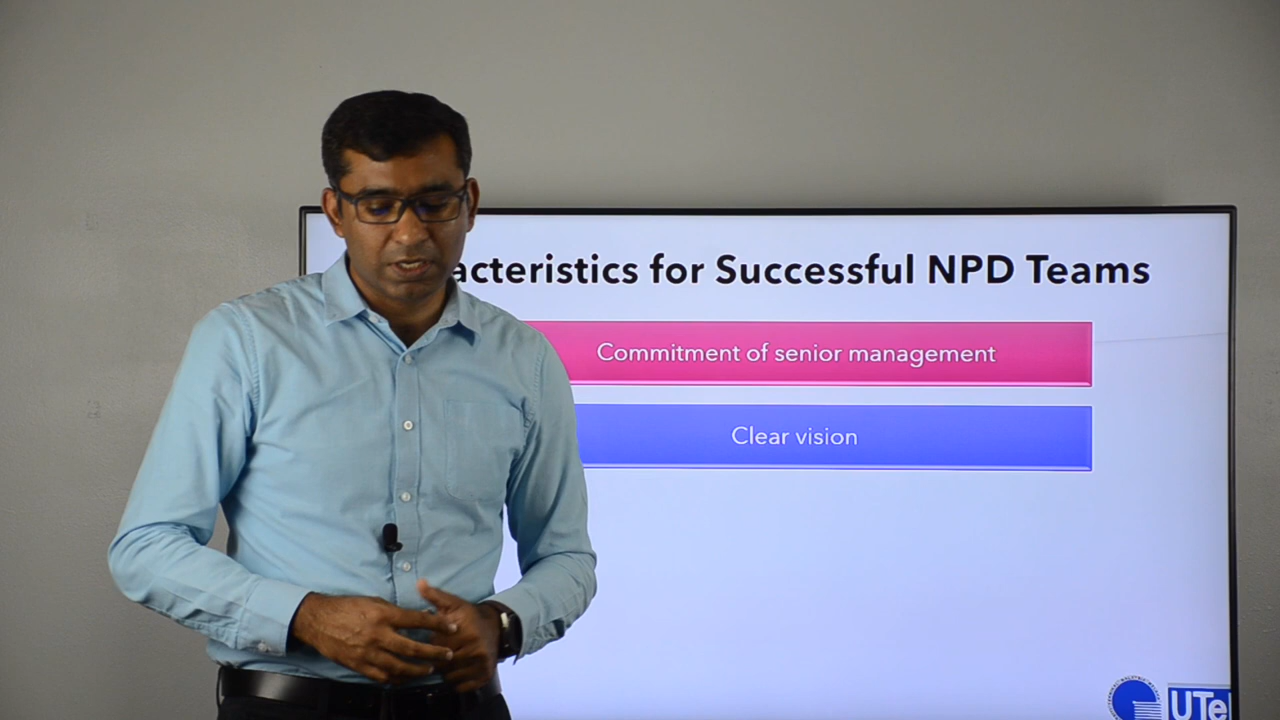 acteristics for Successful NPD Teams
Commitment of senior management
Clear vision
UTe